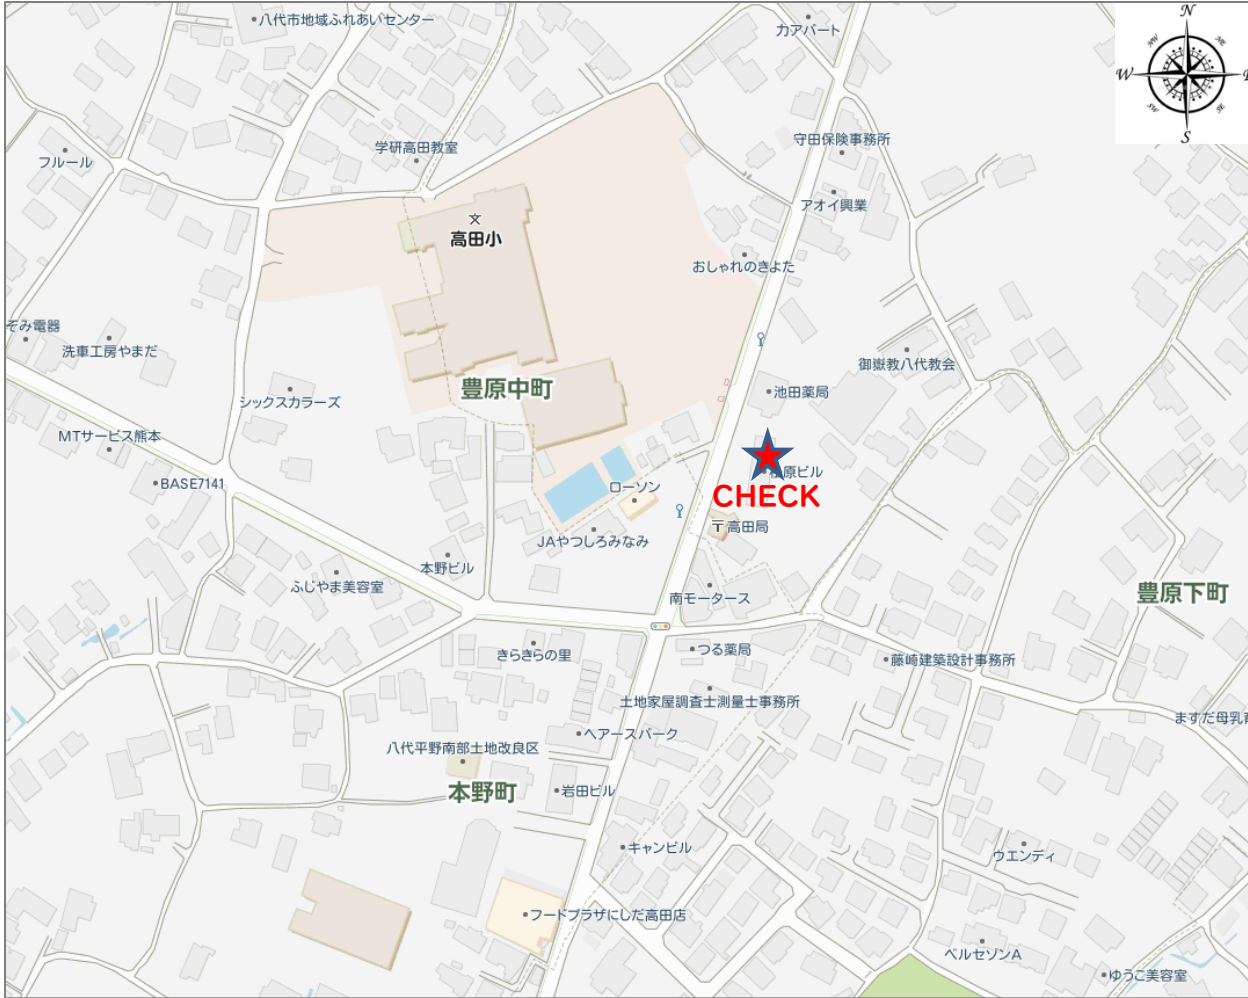 八代市地域ふれあいセンター
力アパート
N
NW
NE
W
E
SW
SE
S
守田保険事務所
学研高田教室
フルール
アオイ興業
文
高田小
おしゃれのきよた
ぞみ電器
洗車工房やまだ
御嶽教八代教会
豊原中町
池田薬局
シックスカラーズ
MTサービス熊本
原ビル
BASE7141
ローソン
CHECK
〒高田局
JAやつしろみなみ
本野ビル
ふじやま美容室
南モータース
豊原下町
きらきらの里
つる薬局
藤崎建築設計事務所
土地家屋調査士測量士事務所
ますだ母乳育
ヘアースパーク
八代平野南部土地改良区
本野町
岩田ビル
キャンビル
ウエンディ
フードプラザにしだ高田店
ベルセゾンA
ゆうこ美容室